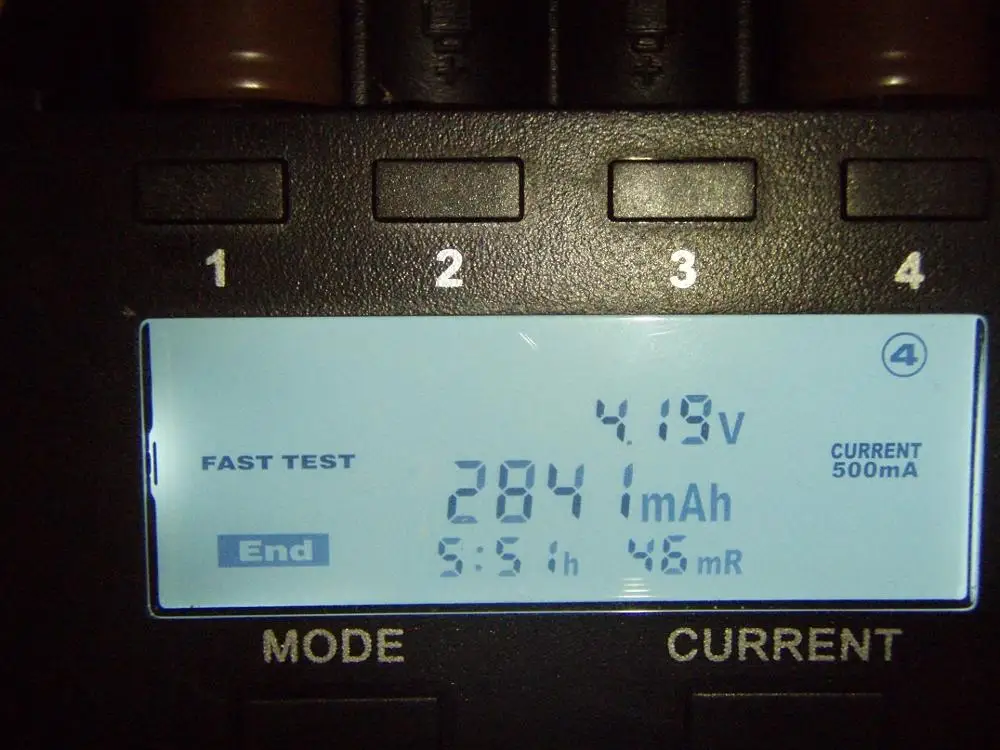 1 2 3 4
④
4.19V
FAST TEST
CURRENT
500mA
2841mAh
End
5:51h 46mR
MODE CURRENT